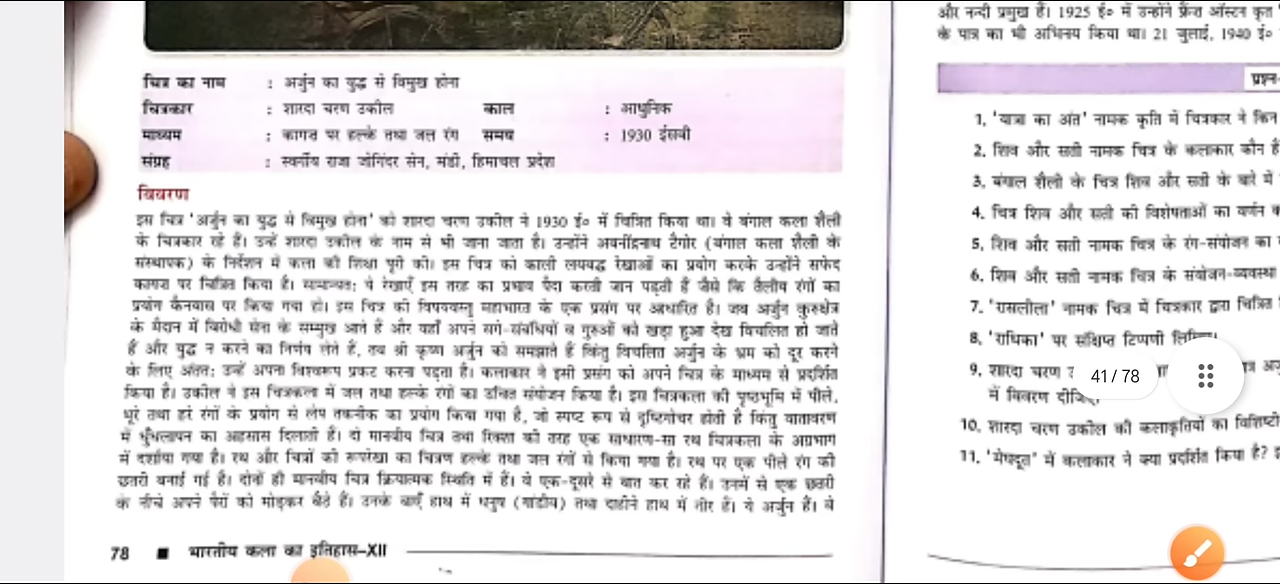 चित्र का नाम : अर्जुन का युद्ध से विमुख होना
चित्रकार : शारदा चरण उकील काल : आधुनिक
माध्यम : कागज पर हल्के तथा जल रंग समय : 1930 ईसवी
संग्रह : स्वर्गीय राजा जोगिंदर सेन, मंडी, हिमाचल प्रदेश
विवरण
इस चित्र 'अर्जुन का युद्ध से विमुख होना' को शारदा चरण उकील ने 1930 ई० में चित्रित किया था। वे बंगाल कला शैली
के चित्रकार रहे हैं। उन्हें शारदा उकील के नाम से भी जाना जाता है। उन्होंने अवनींद्रनाथ टैगोर (बंगाल कला शैली के
संस्थापक) के निर्देशन में कला की शिक्षा पूरी की। इस चित्र को काली लयबद्ध रेखाओं का प्रयोग करके उन्होंने सफेद
कागज पर चित्रित किया है। सामान्यत: ये रेखाएँ इस तरह का प्रभाव पैदा करती जान पड़ती हैं जैसे कि तैलीय रंगों का
प्रयोग कैनवास पर किया गया हो। इस चित्र की विषयवस्तु महाभारत के एक प्रसंग पर आधारित है। जब अर्जुन कुरुक्षेत्र
के मैदान में विरोधी सेना के सम्मुख आते हैं और वहाँ अपने सगे-संबंधियों व गुरुओं को खड़ा हुआ देख विचलित हो जाते
हैं और युद्ध न करने का निर्णय लेते हैं, तब श्री कृष्ण अर्जुन को समझाते हैं किंतु विचलित अर्जुन के भ्रम को दूर करने
के लिए अंतत: उन्हें अपना विश्वरूप प्रकट करना पड़ता है। कलाकार ने इसी प्रसंग को अपने चित्र के माध्यम से प्रदर्शित
किया है। उकील ने इस चित्रकला में जल तथा हल्के रंगों का उचित संयोजन किया है। इस चित्रकला की पृष्ठभूमि में पीले,
भूरे तथा हरे रंगों के प्रयोग से लेप तकनीक का प्रयोग किया गया है, जो स्पष्ट रूप से दृष्टिगोचर होती है किंतु वातावरण
में धुँधलापन का अहसास दिलाती है। दो मानवीय चित्र तथा रिक्शा की तरह एक साधारण-सा रथ चित्रकला के अग्रभाग
में दर्शाया गया है। रथ और चित्रों की रूपरेखा का चित्रण हल्के तथा जल रंगों से किया गया है। रथ पर एक पीले रंग की
छतरी बनाई गई है। दोनों ही मानवीय चित्र क्रियात्मक स्थिति में हैं। वे एक-दूसरे से बात कर रहे हैं। उनमें से एक छतरी
के नीचे अपने पैरों को मोड़कर बैठे हैं। उनके बाएँ हाथ में धनुष (गांडीव) तथा दाहिने हाथ में तीर हैं। ये अर्जुन हैं। वे
78 ■ भारतीय कला का इतिहास-XII
और नन्दी प्रमुख हैं। 1925 ई० में उन्होंने फ्रैंज ऑस्टन कृत
के पात्र का भी अभिनय किया था। 21 जुलाई, 1940 ई०
प्रश्न-
1. 'यात्रा का अंत' नामक कृति में चित्रकार ने किन
2. शिव और सती नामक चित्र के कलाकार कौन हैं
3. बंगाल शैली के चित्र शिव और सती के बारे में
4. चित्र शिव और सती की विशेषताओं का वर्णन
5. शिव और सती नामक चित्र के रंग-संयोजन का
6. शिव और सती नामक चित्र के संयोजन-व्यवस्था
7. 'रासलीला' नामक चित्र में चित्रकार द्वारा चित्रित
8. 'राधिका' पर संक्षिप्त टिप्पणी
9. शारदा चरण
में विवरण दीजिए
10. शारदा चरण उकील की कलाकृतियों का
11. 'मेघदूत' में कलाकार ने क्या प्रदर्शित किया है?
41 / 78